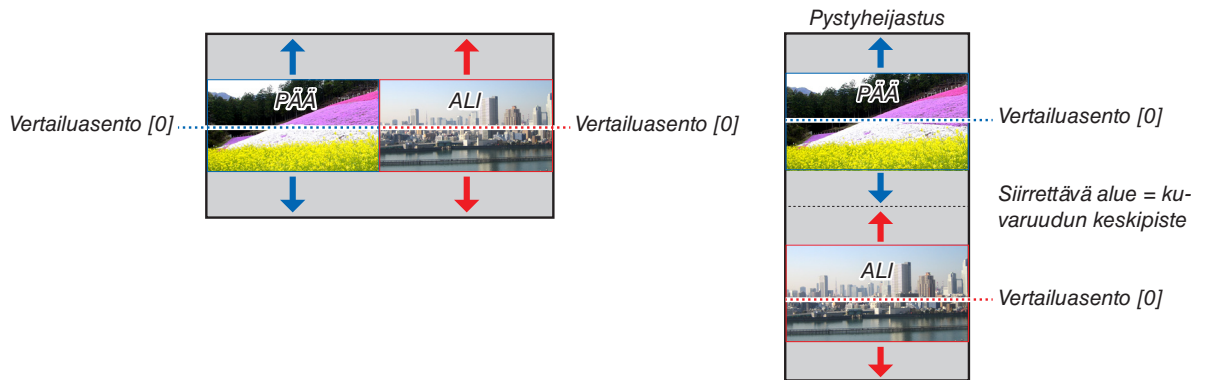 PÄÄ
ALI
Vertailuasento [0]
Vertailuasento [0]
Pystyheijastus
PÄÄ
Vertailuasento [0]
Siirrettävä alue = ku-
varuudun keskipiste
ALI
Vertailuasento [0]